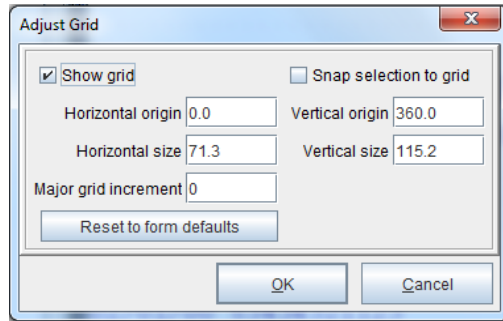 Adjust Grid
Show grid Snap selection to grid
Horizontal origin 0.0 Vertical origin 360.0
Horizontal size 71.3 Vertical size 115.2
Major grid increment 0
Reset to form defaults
OK Cancel